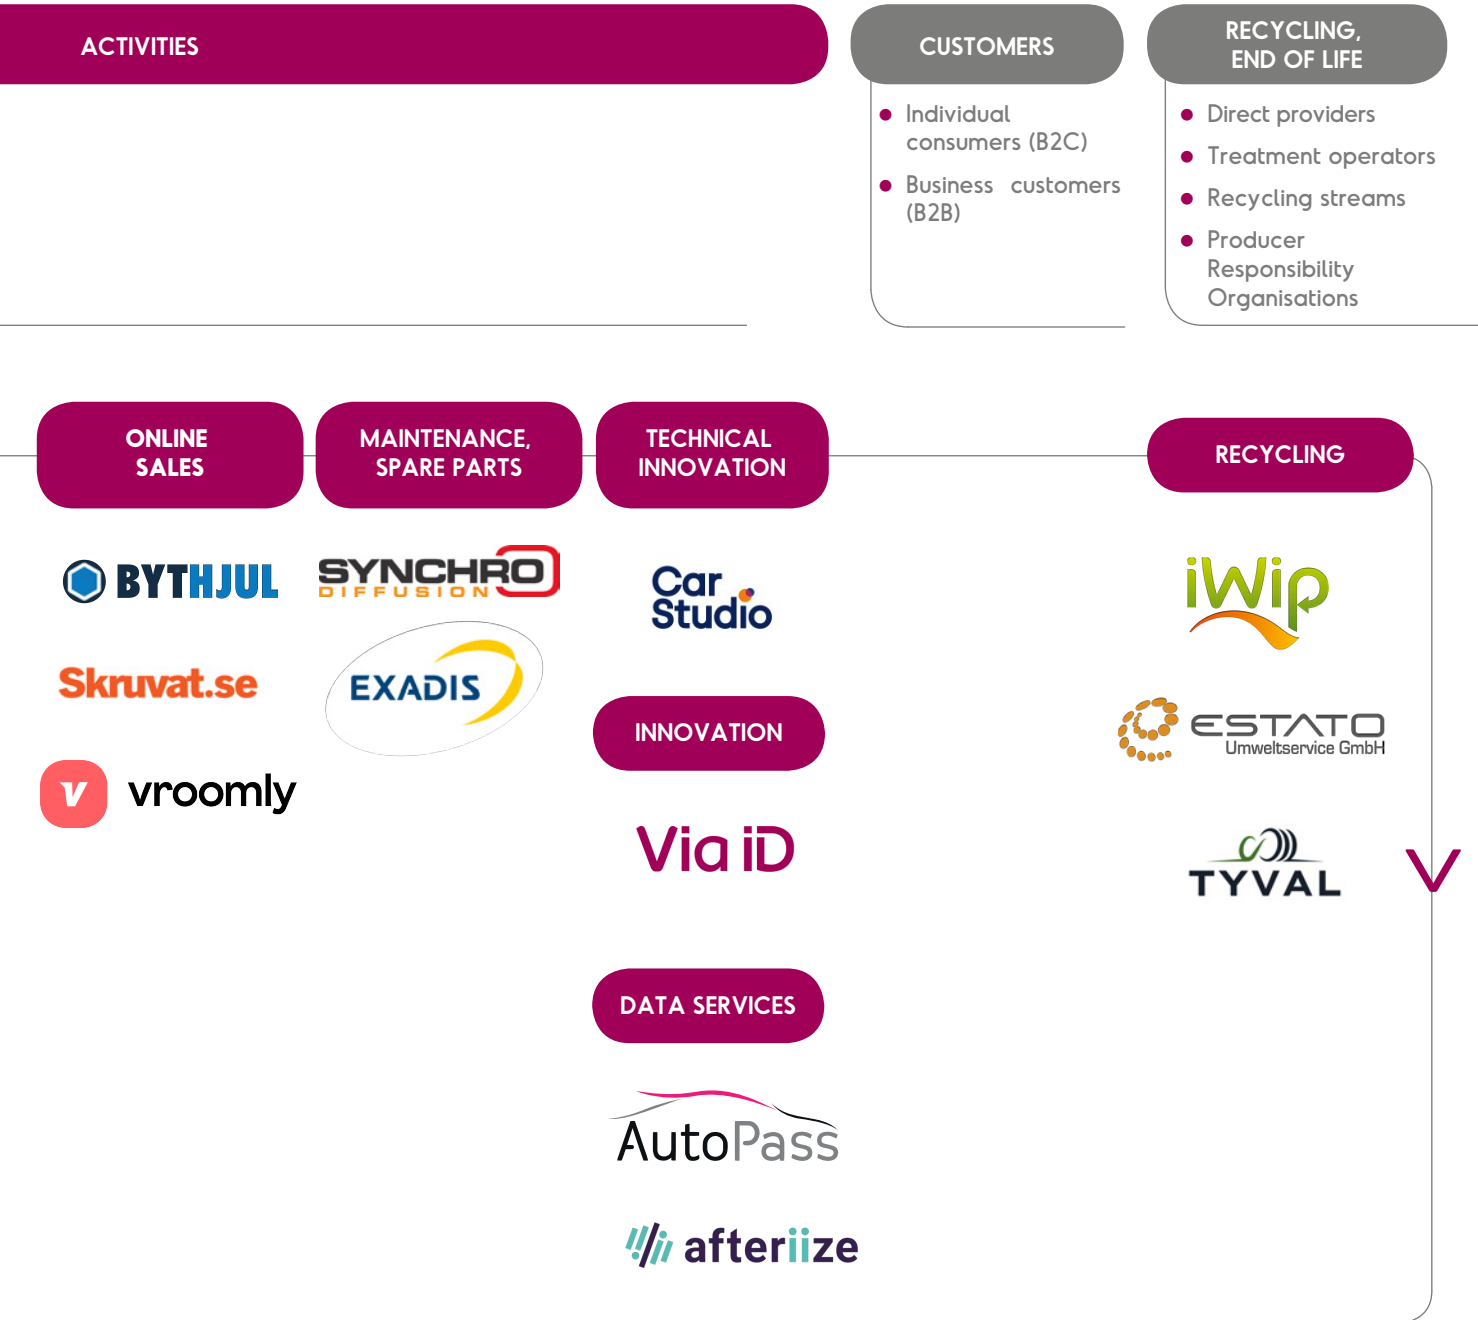 ACTIVITIES
CUSTOMERS
RECYCLING,
END OF LIFE
Individual
consumers (B2C)
Business customers
(B2B)
Direct providers
Treatment operators
Recycling streams
Producer
Responsibility
Organisations
ONLINE
SALES
MAINTENANCE,
SPARE PARTS
TECHNICAL
INNOVATION
RECYCLING
BYTHJUL
Skruvat.se
vroomly
SYNCHRO
DIFFUSION
EXADIS
Car
Studio
INNOVATION
Via iD
DATA SERVICES
AutoPass
afteriize
iWip
ESTATO
Umweltservice GmbH
TYVAL